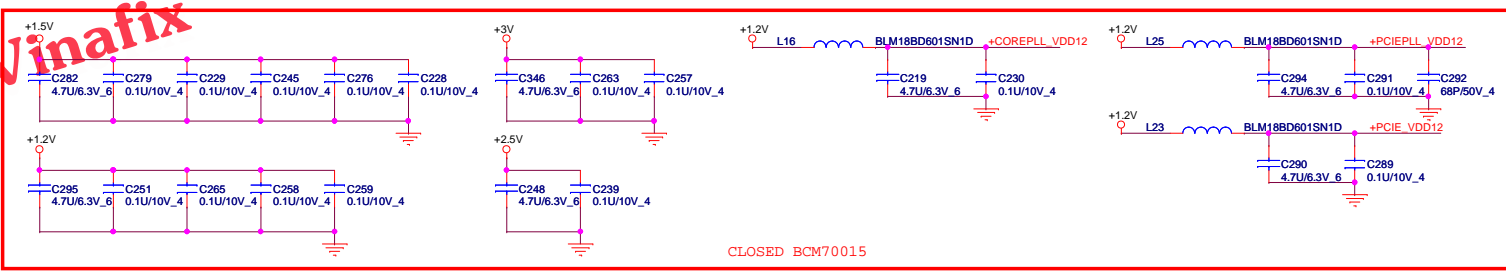 Vinafix
+1.5V
C282
4.7U/6.3V_6
C279
0.1U/10V_4
C229
0.1U/10V_4
C245
0.1U/10V_4
C276
0.1U/10V_4
C228
0.1U/10V_4
+3V
C346
4.7U/6.3V_6
C263
0.1U/10V_4
C257
0.1U/10V_4
+1.2V
L16
BLM18BD601SN1D
+COREPLL_VDD12
C219
4.7U/6.3V_6
C230
0.1U/10V_4
+1.2V
L25
BLM18BD601SN1D
+PCIEPLL_VDD12
C294
4.7U/6.3V_6
C291
0.1U/10V_4
C292
68P/50V_4
+1.2V
C295
4.7U/6.3V_6
C251
0.1U/10V_4
C265
0.1U/10V_4
C258
0.1U/10V_4
C259
0.1U/10V_4
+2.5V
C248
4.7U/6.3V_6
C239
0.1U/10V_4
+1.2V
L23
BLM18BD601SN1D
+PCIE_VDD12
C290
4.7U/6.3V_6
C289
0.1U/10V_4
CLOSED BCM70015